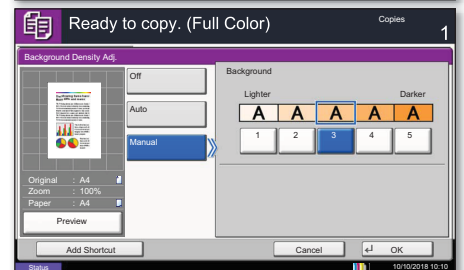 Ready to copy. (Full Color)
Copies
1
Background Density Adj.
Off
Auto
Manual
Background
Lighter Darker
A A A A A
1 2 3 4 5
Original : A4
Zoom : 100%
Paper : A4
Preview
Add Shortcut
Cancel
OK
Status
10/10/2018 10:10